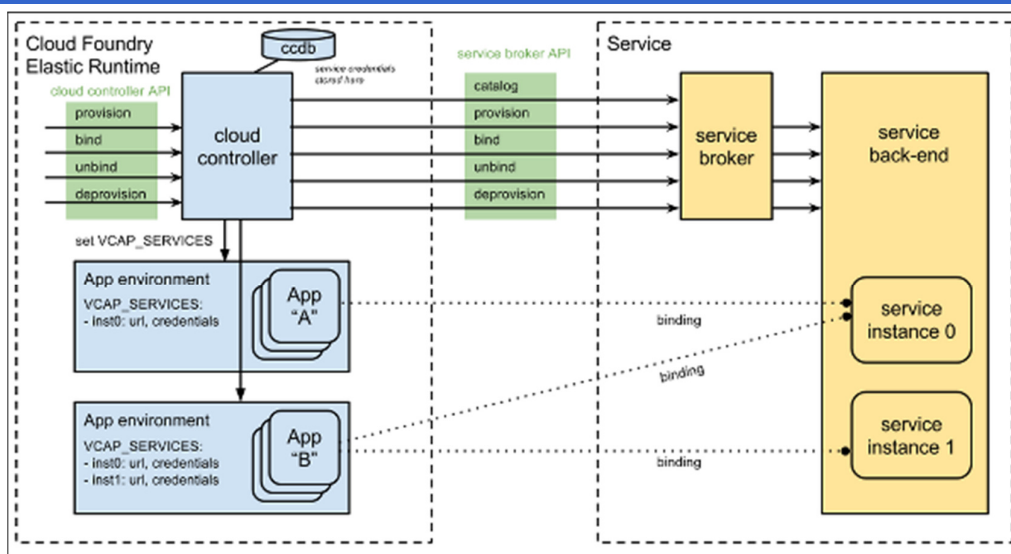 Cloud Foundry
Elastic Runtime
ccdb
service credentials
stored here
cloud controller API
provision
bind
unbind
deprovision
cloud
controller
service broker API
catalog
provision
bind
unbind
deprovision
Service
service
broker
service
back-end
set VCAP_SERVICES
App environment
VCAP_SERVICES:
- inst0: url, credentials
App
"A"
binding
service
instance 0
binding
App environment
VCAP_SERVICES:
- inst0: url, credentials
- inst1: url, credentials
App
"B"
binding
service
instance 1